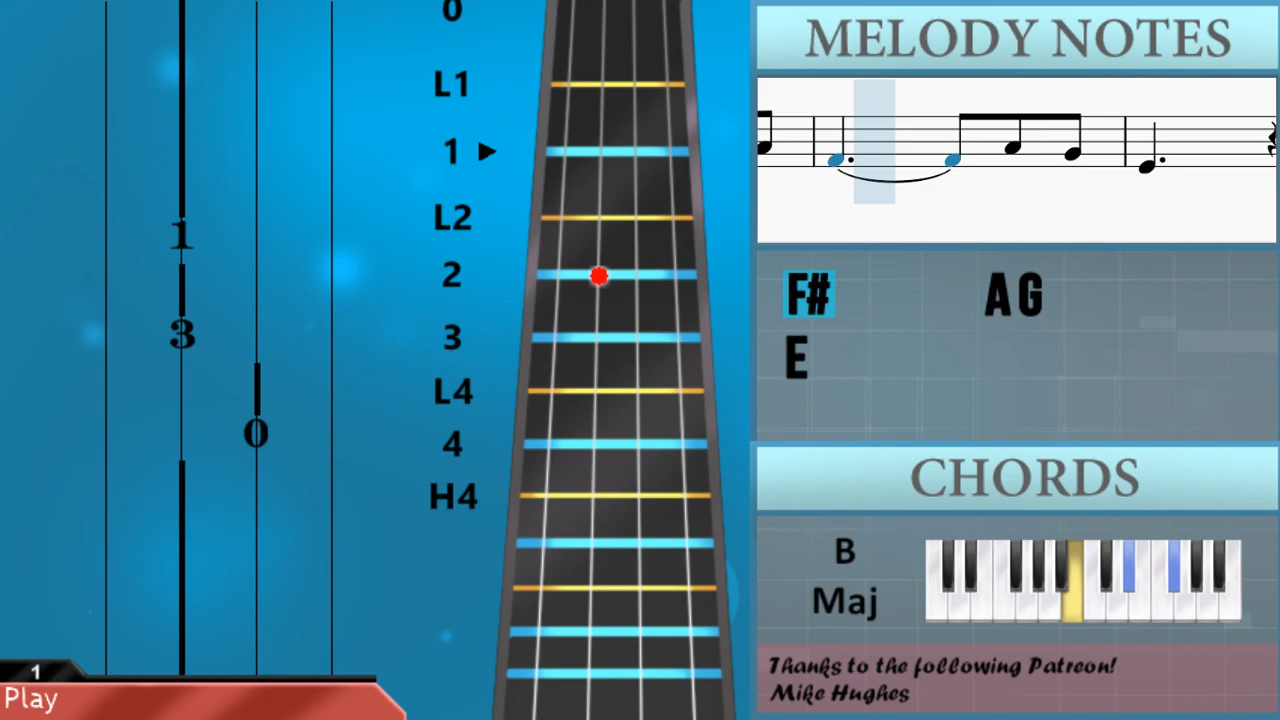 0
L1
1
L2
2
3
L4
4
H4
1
3
0
1
Play
MELODY NOTES
F# A G
E
CHORDS
B
Maj
Thanks to the following Patreon!
Mike Hughes